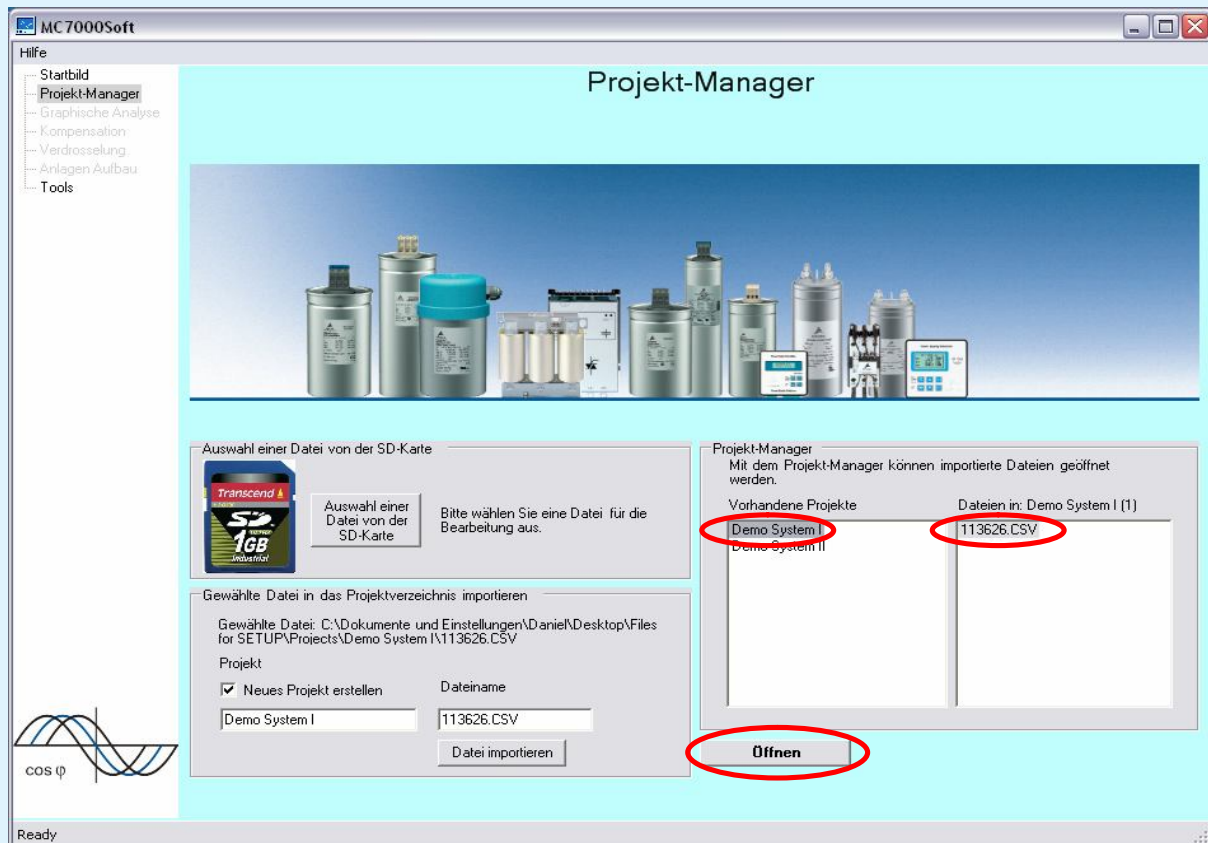 MC7000Soft
Hilfe
Startbild
Projekt-Manager
Graphische Analyse
Kompensation
Verdrosselung
Anlagen Aufbau
Tools
Projekt-Manager
Auswahl einer Datei von der SD-Karte
Transcend
SD
1GB
Industrial
Auswahl einer
Datei von der
SD-Karte
Bitte wählen Sie eine Datei für die
Bearbeitung aus.
Gewählte Datei in das Projektverzeichnis importieren
Gewählte Datei: C:\Dokumente und Einstellungen\Daniel\Desktop\Files
for SETUP\Projects\Demo System I\113626.CSV
Projekt
Neues Projekt erstellen
Dateiname
Demo System I
113626.CSV
Datei importieren
Projekt-Manager
Mit dem Projekt-Manager können importierte Dateien geöffnet
werden.
Vorhandene Projekte
Dateien in: Demo System I (1)
Demo System I
Demo System II
113626.CSV
Öffnen
cos φ
Ready